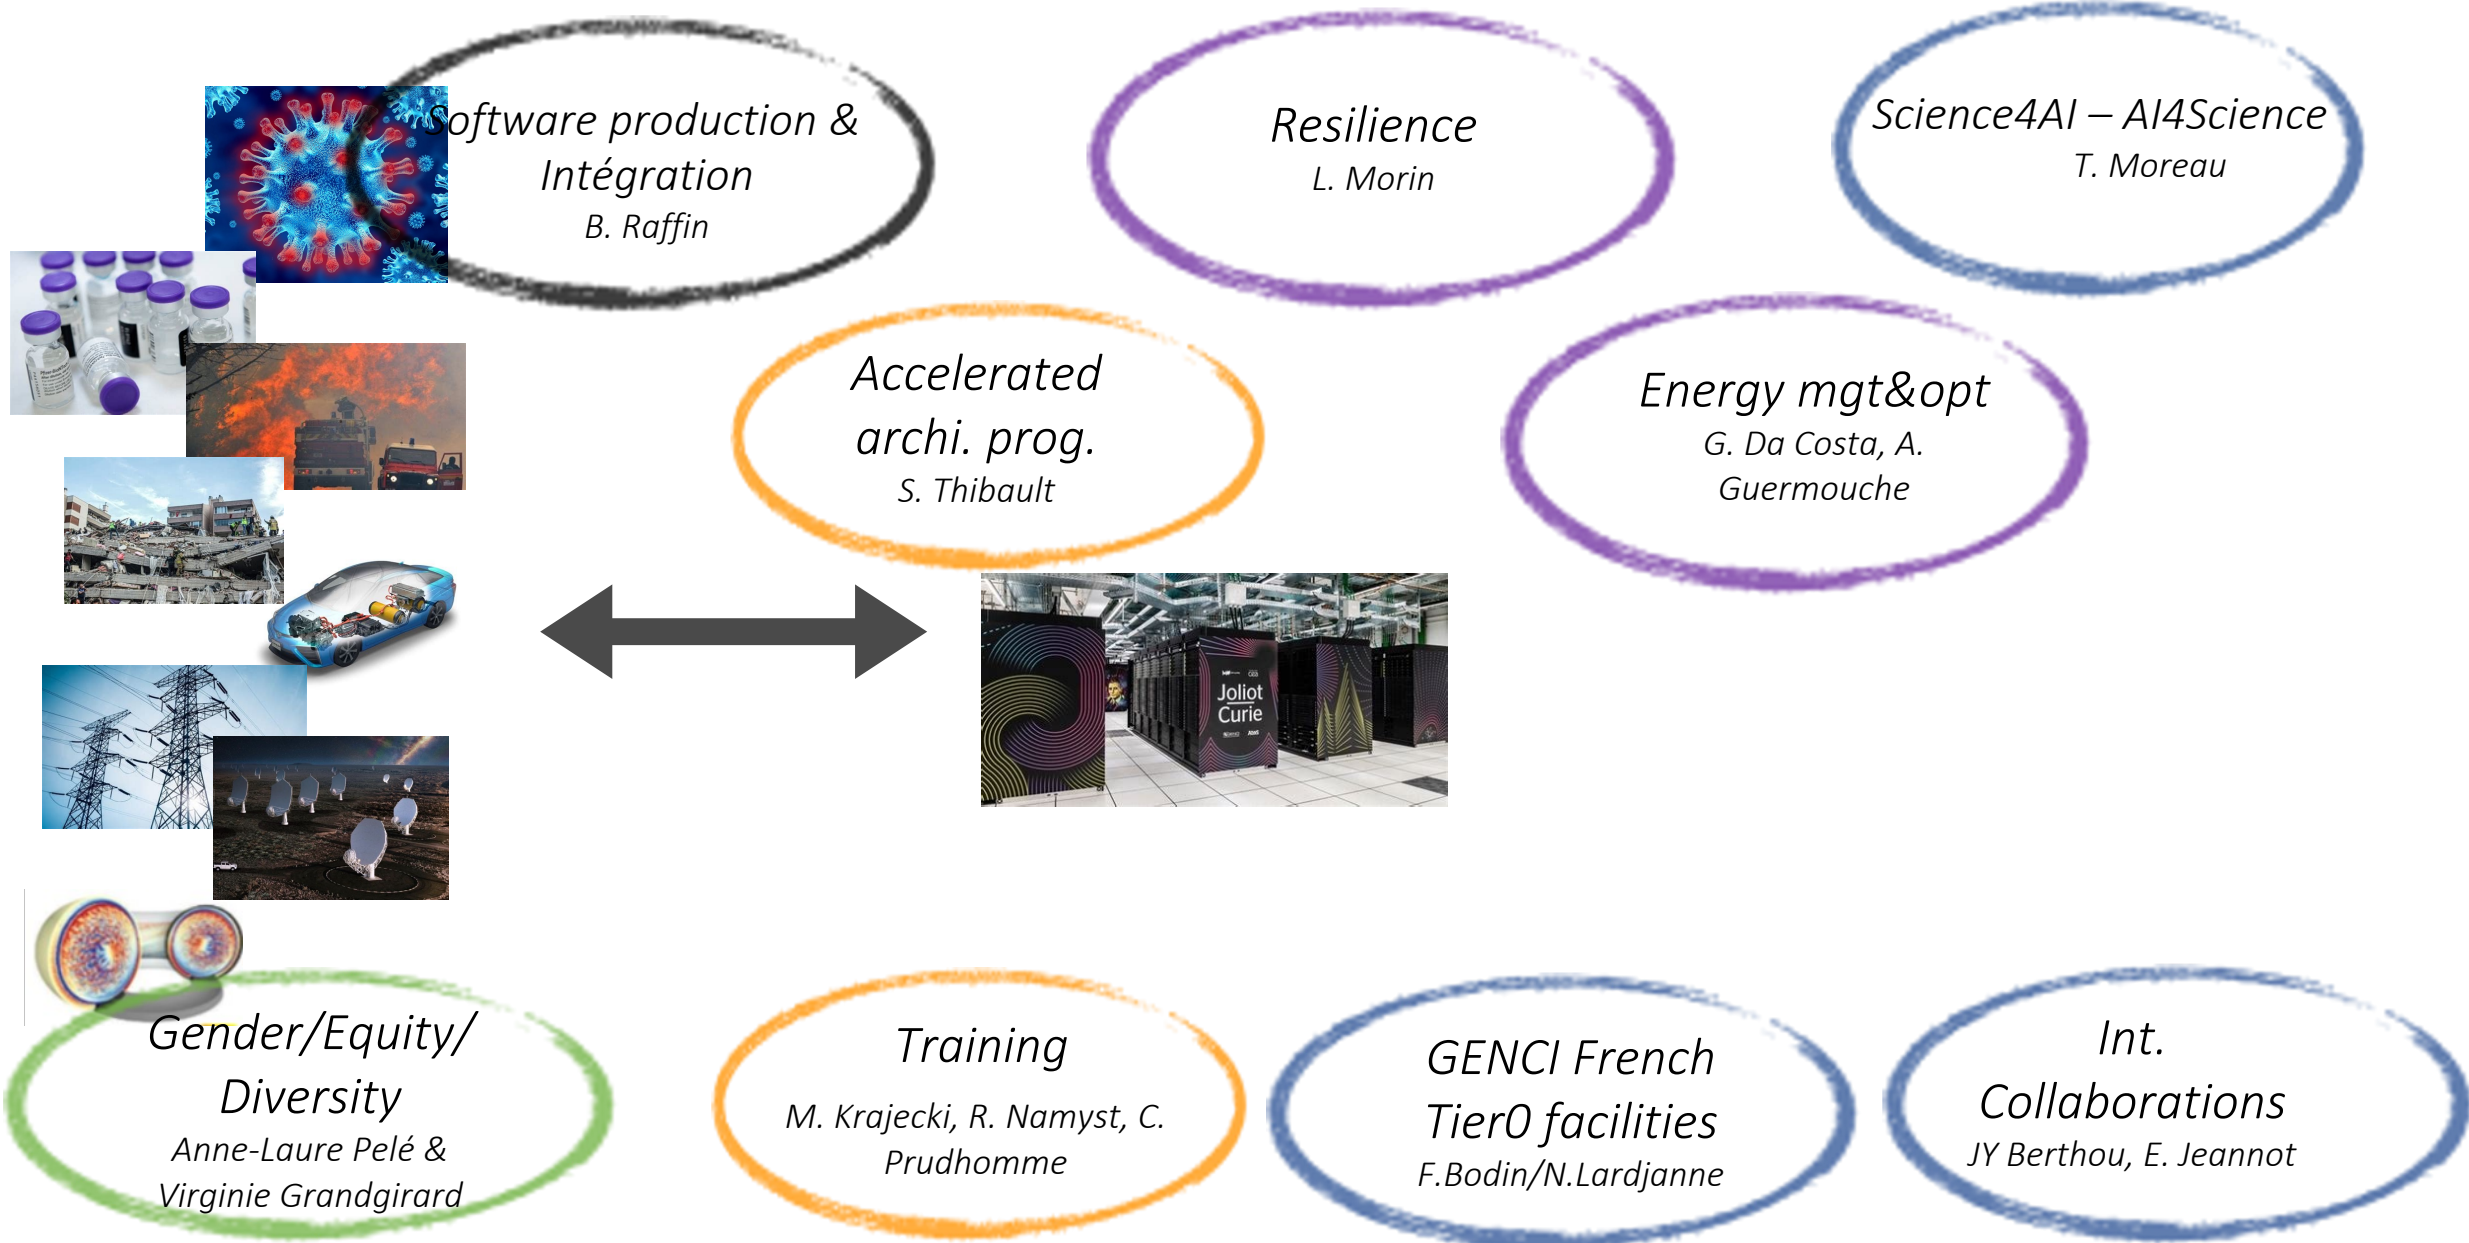 Software production &
Intégration
B. Raffin
Resilience
L. Morin
Science4AI – AI4Science
T. Moreau
Accelerated
archi. prog.
S. Thibault
Energy mgt&opt
G. Da Costa, A.
Guermouche
Joliot
Curie
Gender/Equity/
Diversity
Anne-Laure Pelé &
Virginie Grandgirard
Training
M. Krajecki, R. Namyst, C.
Prudhomme
GENCI French
Tier0 facilities
F.Bodin/N.Lardjanne
Int.
Collaborations
JY Berthou, E. Jeannot